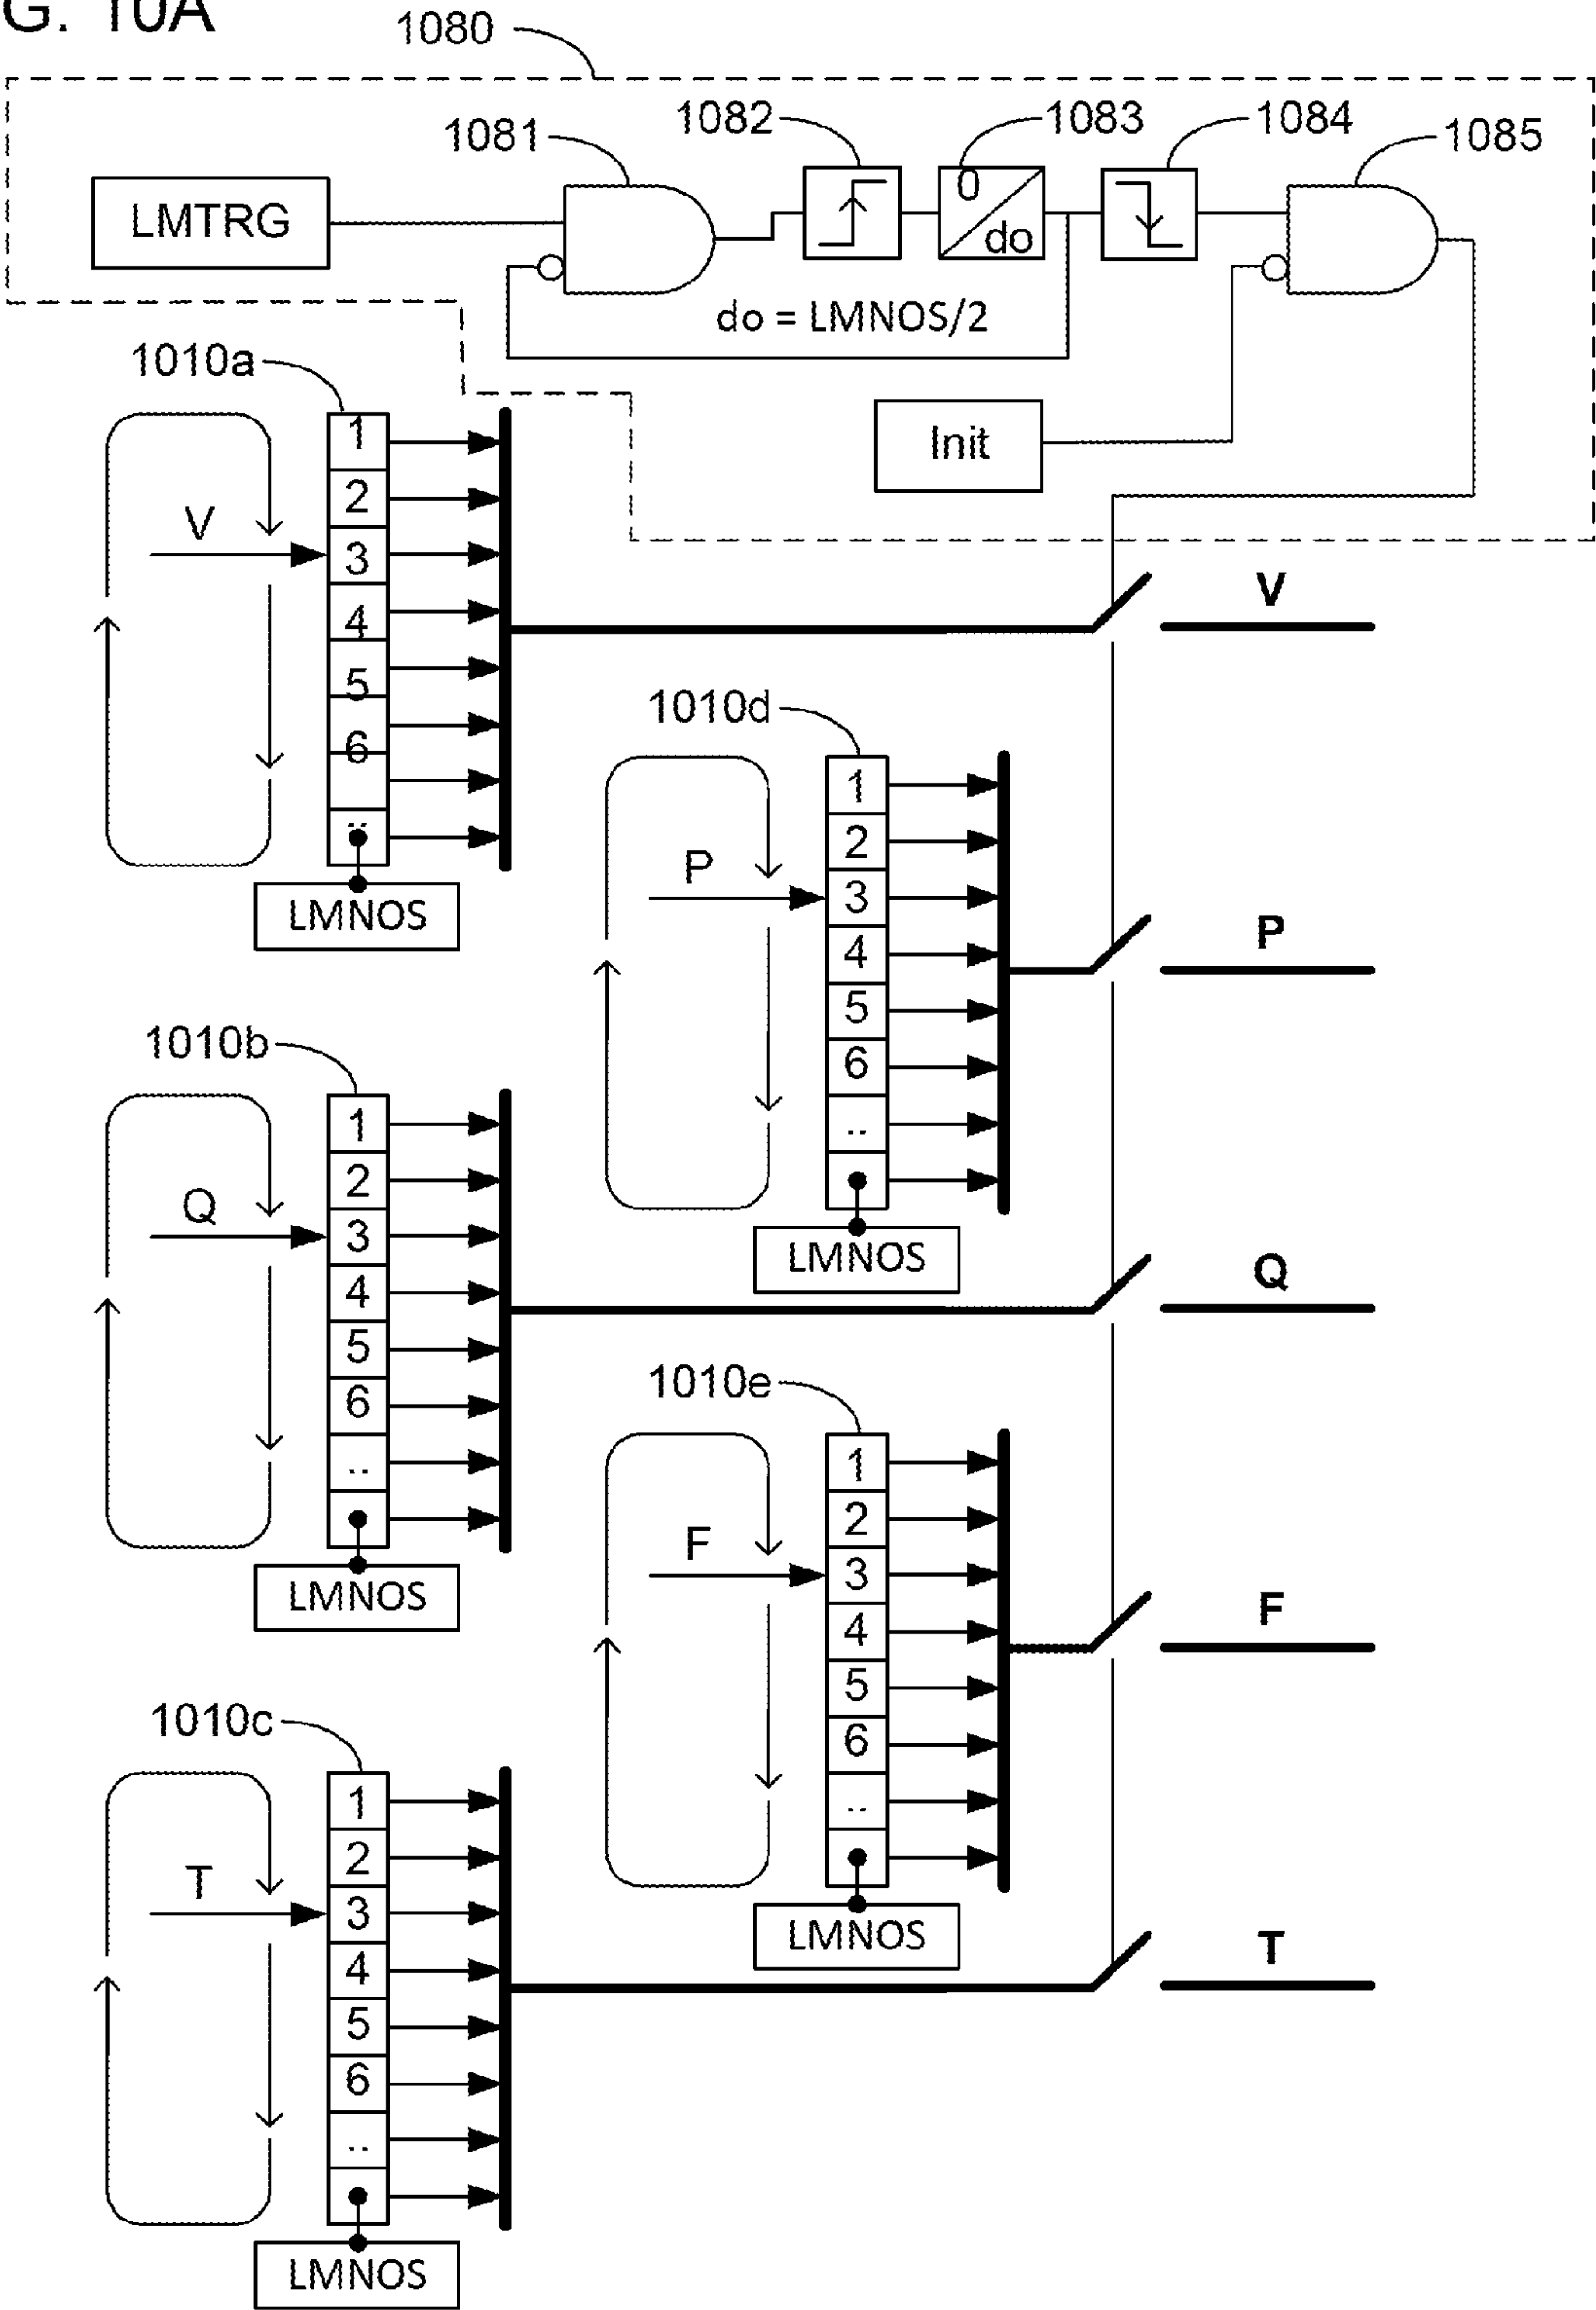 G. 10A
1080
1081
1082
1083
1084
1085
LMTRG
0
do
do = LMNOS/2
Init
1010a
V
1
2
3
4
5
6
..
LMNOS
V
1010d
P
1
2
3
4
5
6
..
LMNOS
P
1010b
Q
1
2
3
4
5
6
..
LMNOS
Q
1010e
F
1
2
3
4
5
6
..
LMNOS
F
1010c
T
1
2
3
4
5
6
..
LMNOS
T